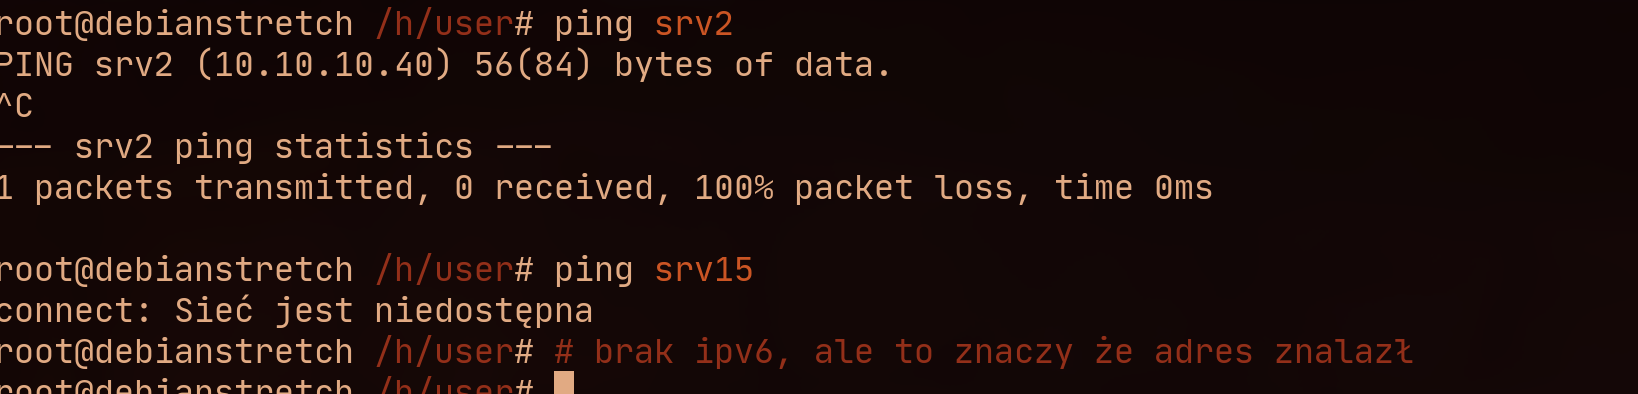 root@debianstretch /h/user# ping srv2
PING srv2 (10.10.10.40) 56(84) bytes of data.
^C
--- srv2 ping statistics ---
1 packets transmitted, 0 received, 100% packet loss, time 0ms
root@debianstretch /h/user# ping srv15
connect: Sieć jest niedostępna
root@debianstretch /h/user# # brak ipv6, ale to znaczy że adres znalazł
root@debianstretch /h/user#